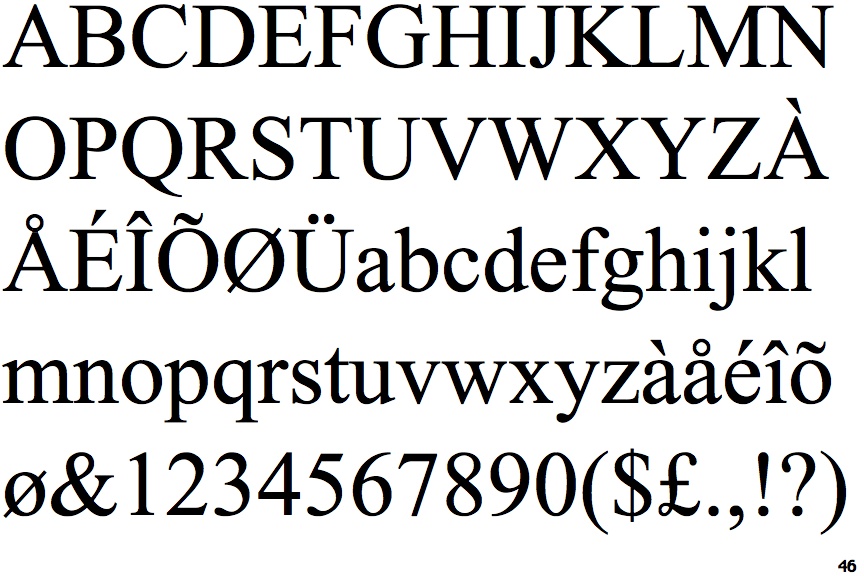 ABCDEFGHIJKLMN
OPQRSTUVWXYZÀ
ÅÉÎÕØÜabcdefghijkl
mnopqrstuvwxyzàåéîõ
ø&1234567890($£.,!?)
46